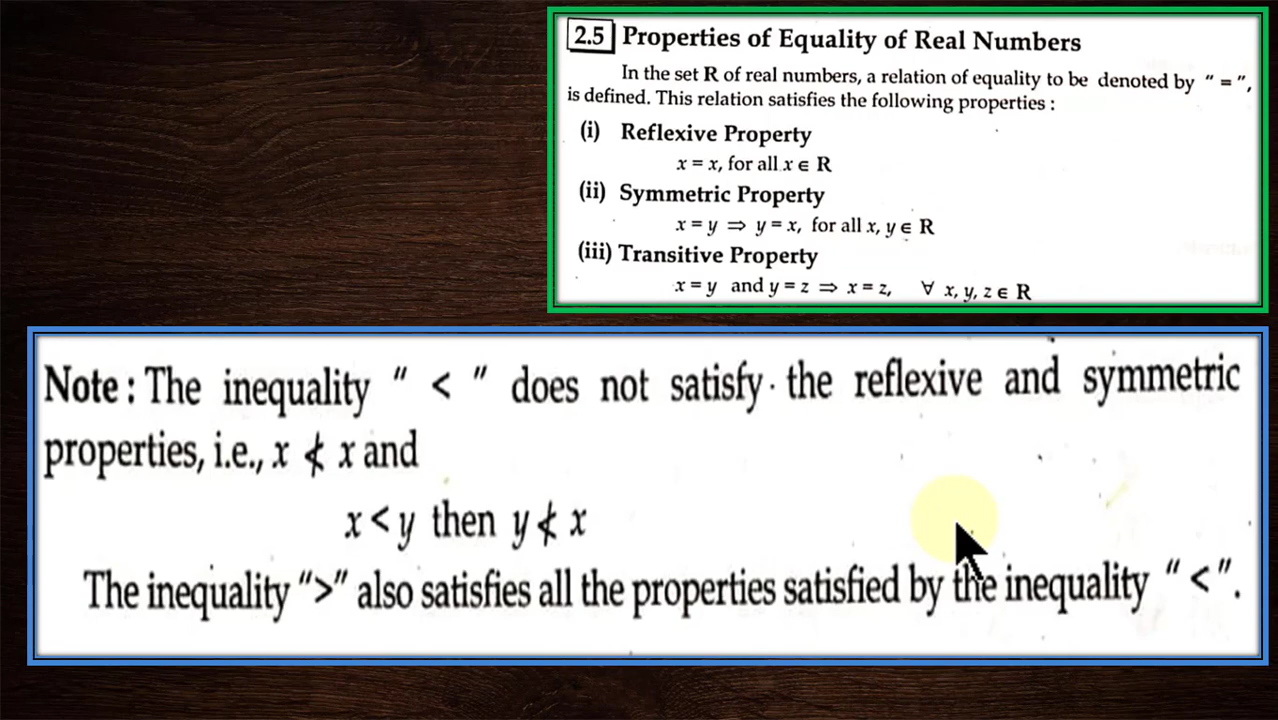 2.5 Properties of Equality of Real Numbers
In the set R of real numbers, a relation of equality to be denoted by " = ",
is defined. This relation satisfies the following properties :
(i) Reflexive Property
x = x, for all x ∈ R
(ii) Symmetric Property
x = y ⇒ y = x, for all x, y ∈ R
(iii) Transitive Property
x = y and y = z ⇒ x = z, ∀ x, y, z ∈ R
Note : The inequality " < " does not satisfy the reflexive and symmetric
properties, i.e., x ≮ x and
x < y then y ≮ x
The inequality ">" also satisfies all the properties satisfied by the inequality " < ".